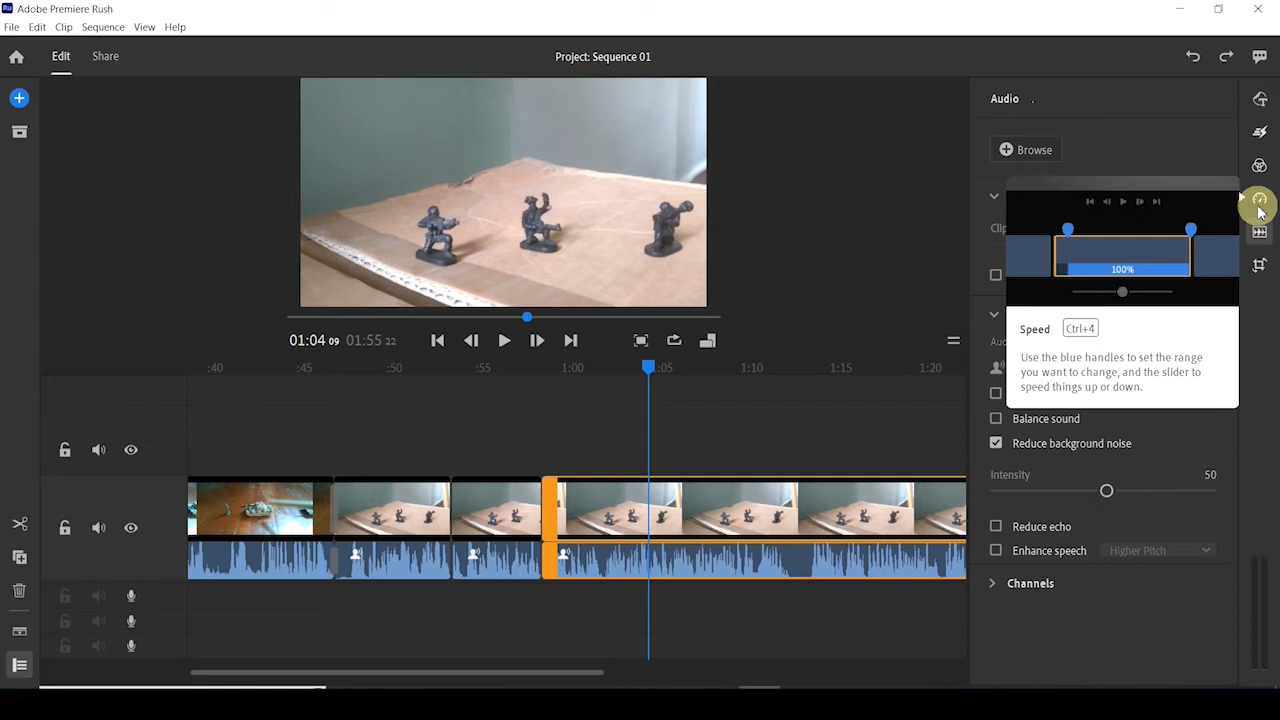 Ru Adobe Premiere Rush
File Edit Clip Sequence View Help
Edit Share Project: Sequence 01
Audio
Browse
Clip
100%
Speed Ctrl+4
Use the blue handles to set the range
you want to change, and the slider to
speed things up or down.
01:04 09 01:55 22
:40 :45 :50 :55 1:00 1:05 1:10 1:15 1:20
Balance sound
Reduce background noise
Intensity 50
Reduce echo
Enhance speech Higher Pitch
Channels